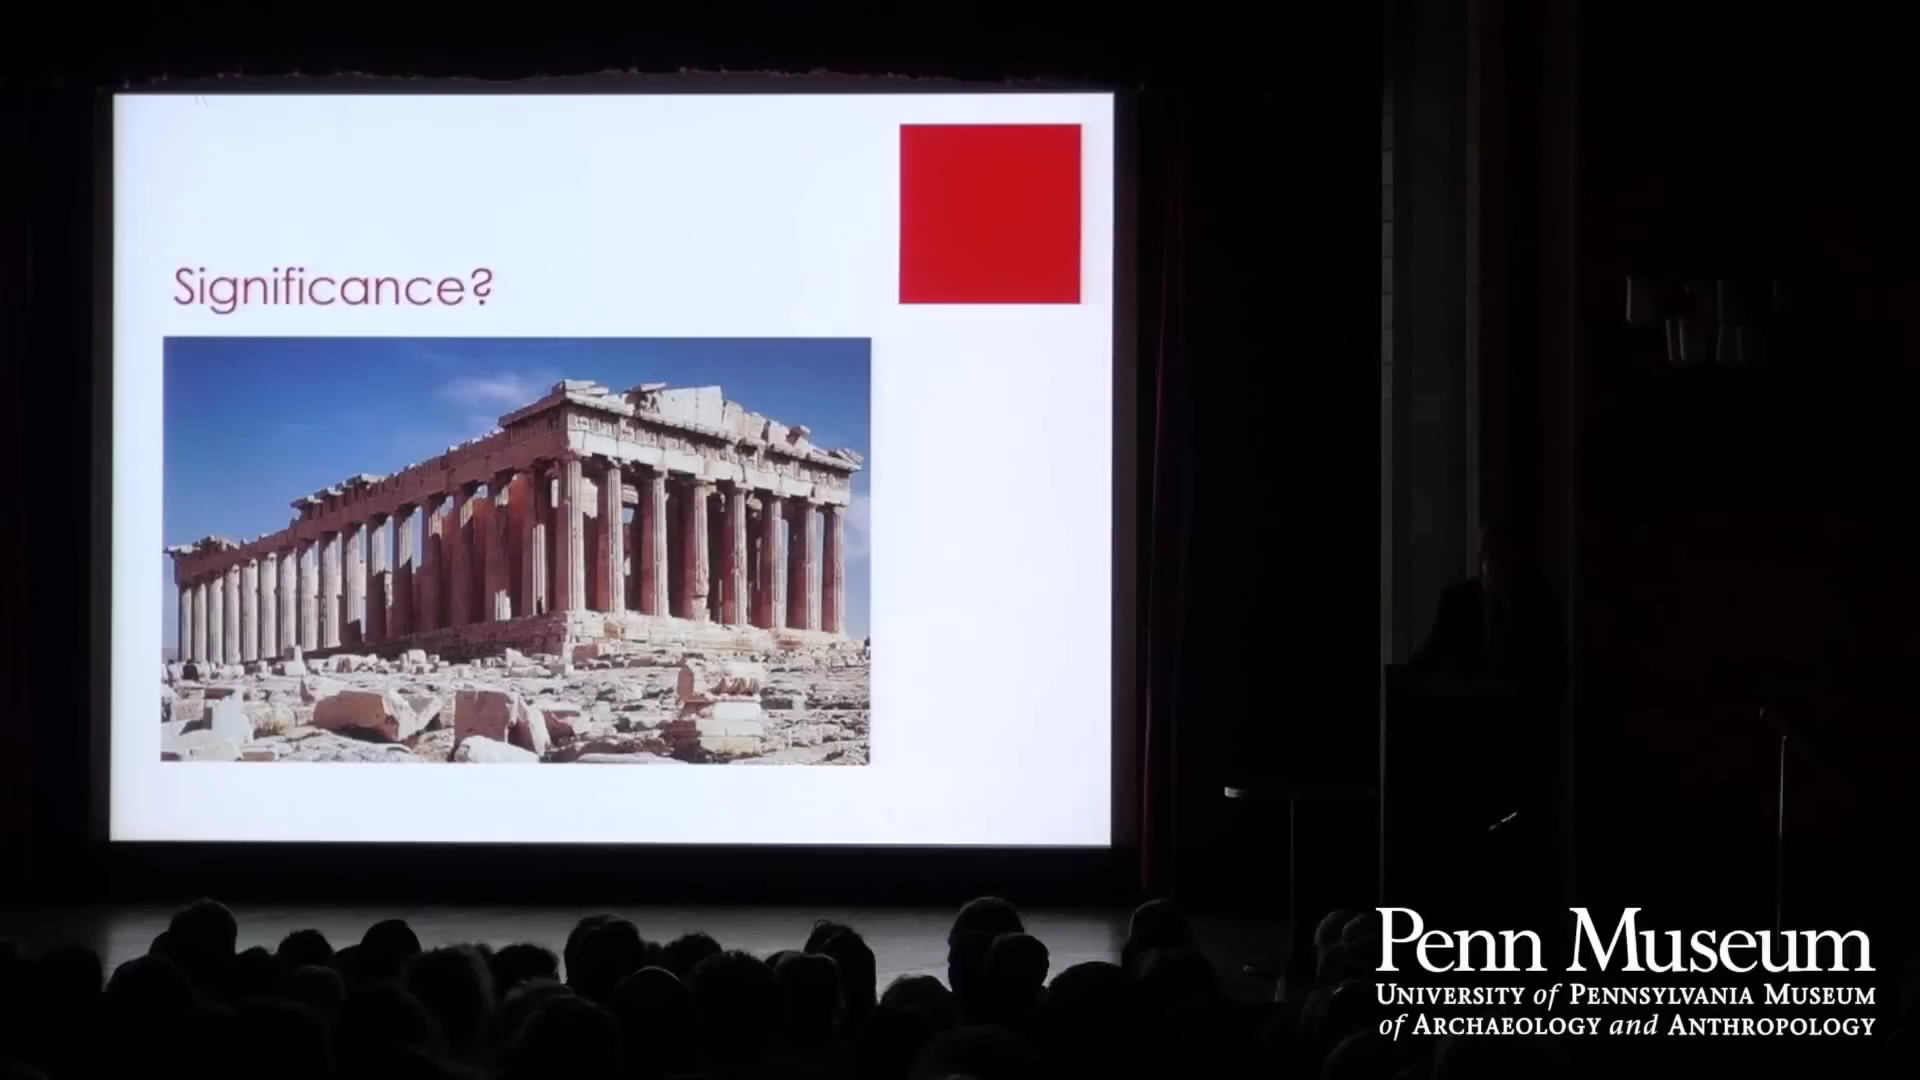 Significance?
Penn Museum
UNIVERSITY of PENNSYLVANIA MUSEUM
of ARCHAEOLOGY and ANTHROPOLOGY